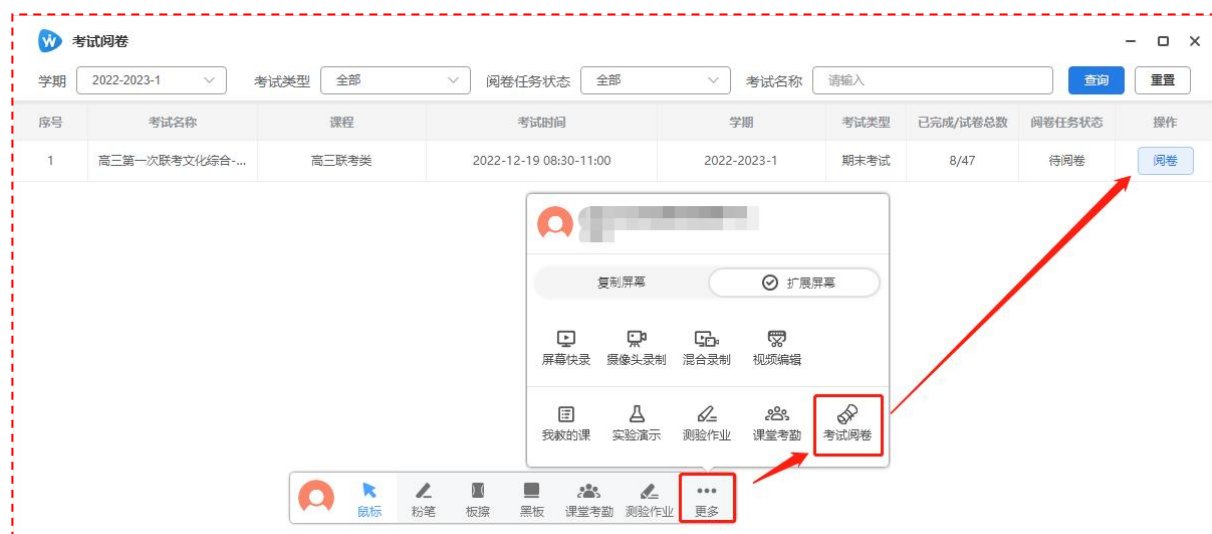 考试阅卷
学期 2022-2023-1 考试类型 全部 阅卷任务状态 全部 考试名称 请输入 查询 重置
序号 考试名称 课程 考试时间 学期 考试类型 已完成/试卷总数 阅卷任务状态 操作
1 高三第一次联考文化综合-... 高三联考类 2022-12-19 08:30-11:00 2022-2023-1 期末考试 8/47 待阅卷 阅卷
复制屏幕 扩展屏幕
屏幕快录 摄像头录制 混合录制 视频编辑
我教的课 实验演示 测验作业 课堂考勤 考试阅卷
鼠标 粉笔 板擦 黑板 课堂考勤 测验作业 更多